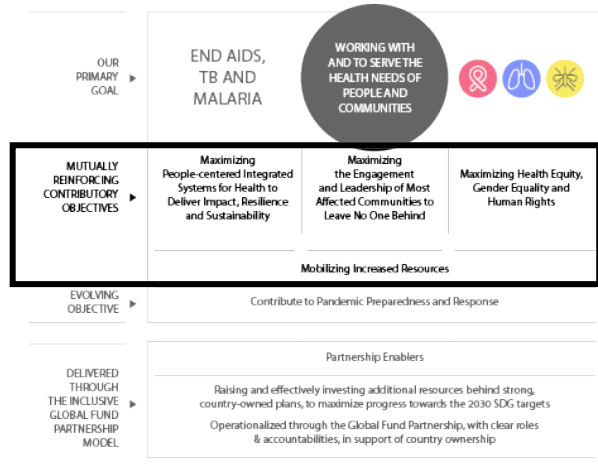 OUR
PRIMARY
GOAL
END AIDS,
TB AND
MALARIA
WORKING WITH
AND TO SERVE THE
HEALTH NEEDS OF
PEOPLE AND
COMMUNITIES
MUTUALLY
REINFORCING
CONTRIBUTORY
OBJECTIVES
Maximizing
People-centered Integrated
Systems for Health to
Deliver Impact, Resilience
and Sustainability
Maximizing
the Engagement
and Leadership of Most
Affected Communities to
Leave No One Behind
Maximizing Health Equity,
Gender Equality and
Human Rights
Mobilizing Increased Resources
EVOLVING
OBJECTIVE
Contribute to Pandemic Preparedness and Response
DELIVERED
THROUGH
THE INCLUSIVE
GLOBAL FUND
PARTNERSHIP
MODEL
Partnership Enablers
Raising and effectively investing additional resources behind strong,
country-owned plans, to maximize progress towards the 2030 SDG targets
Operationalized through the Global Fund Partnership, with clear roles
& accountabilities, in support of country ownership